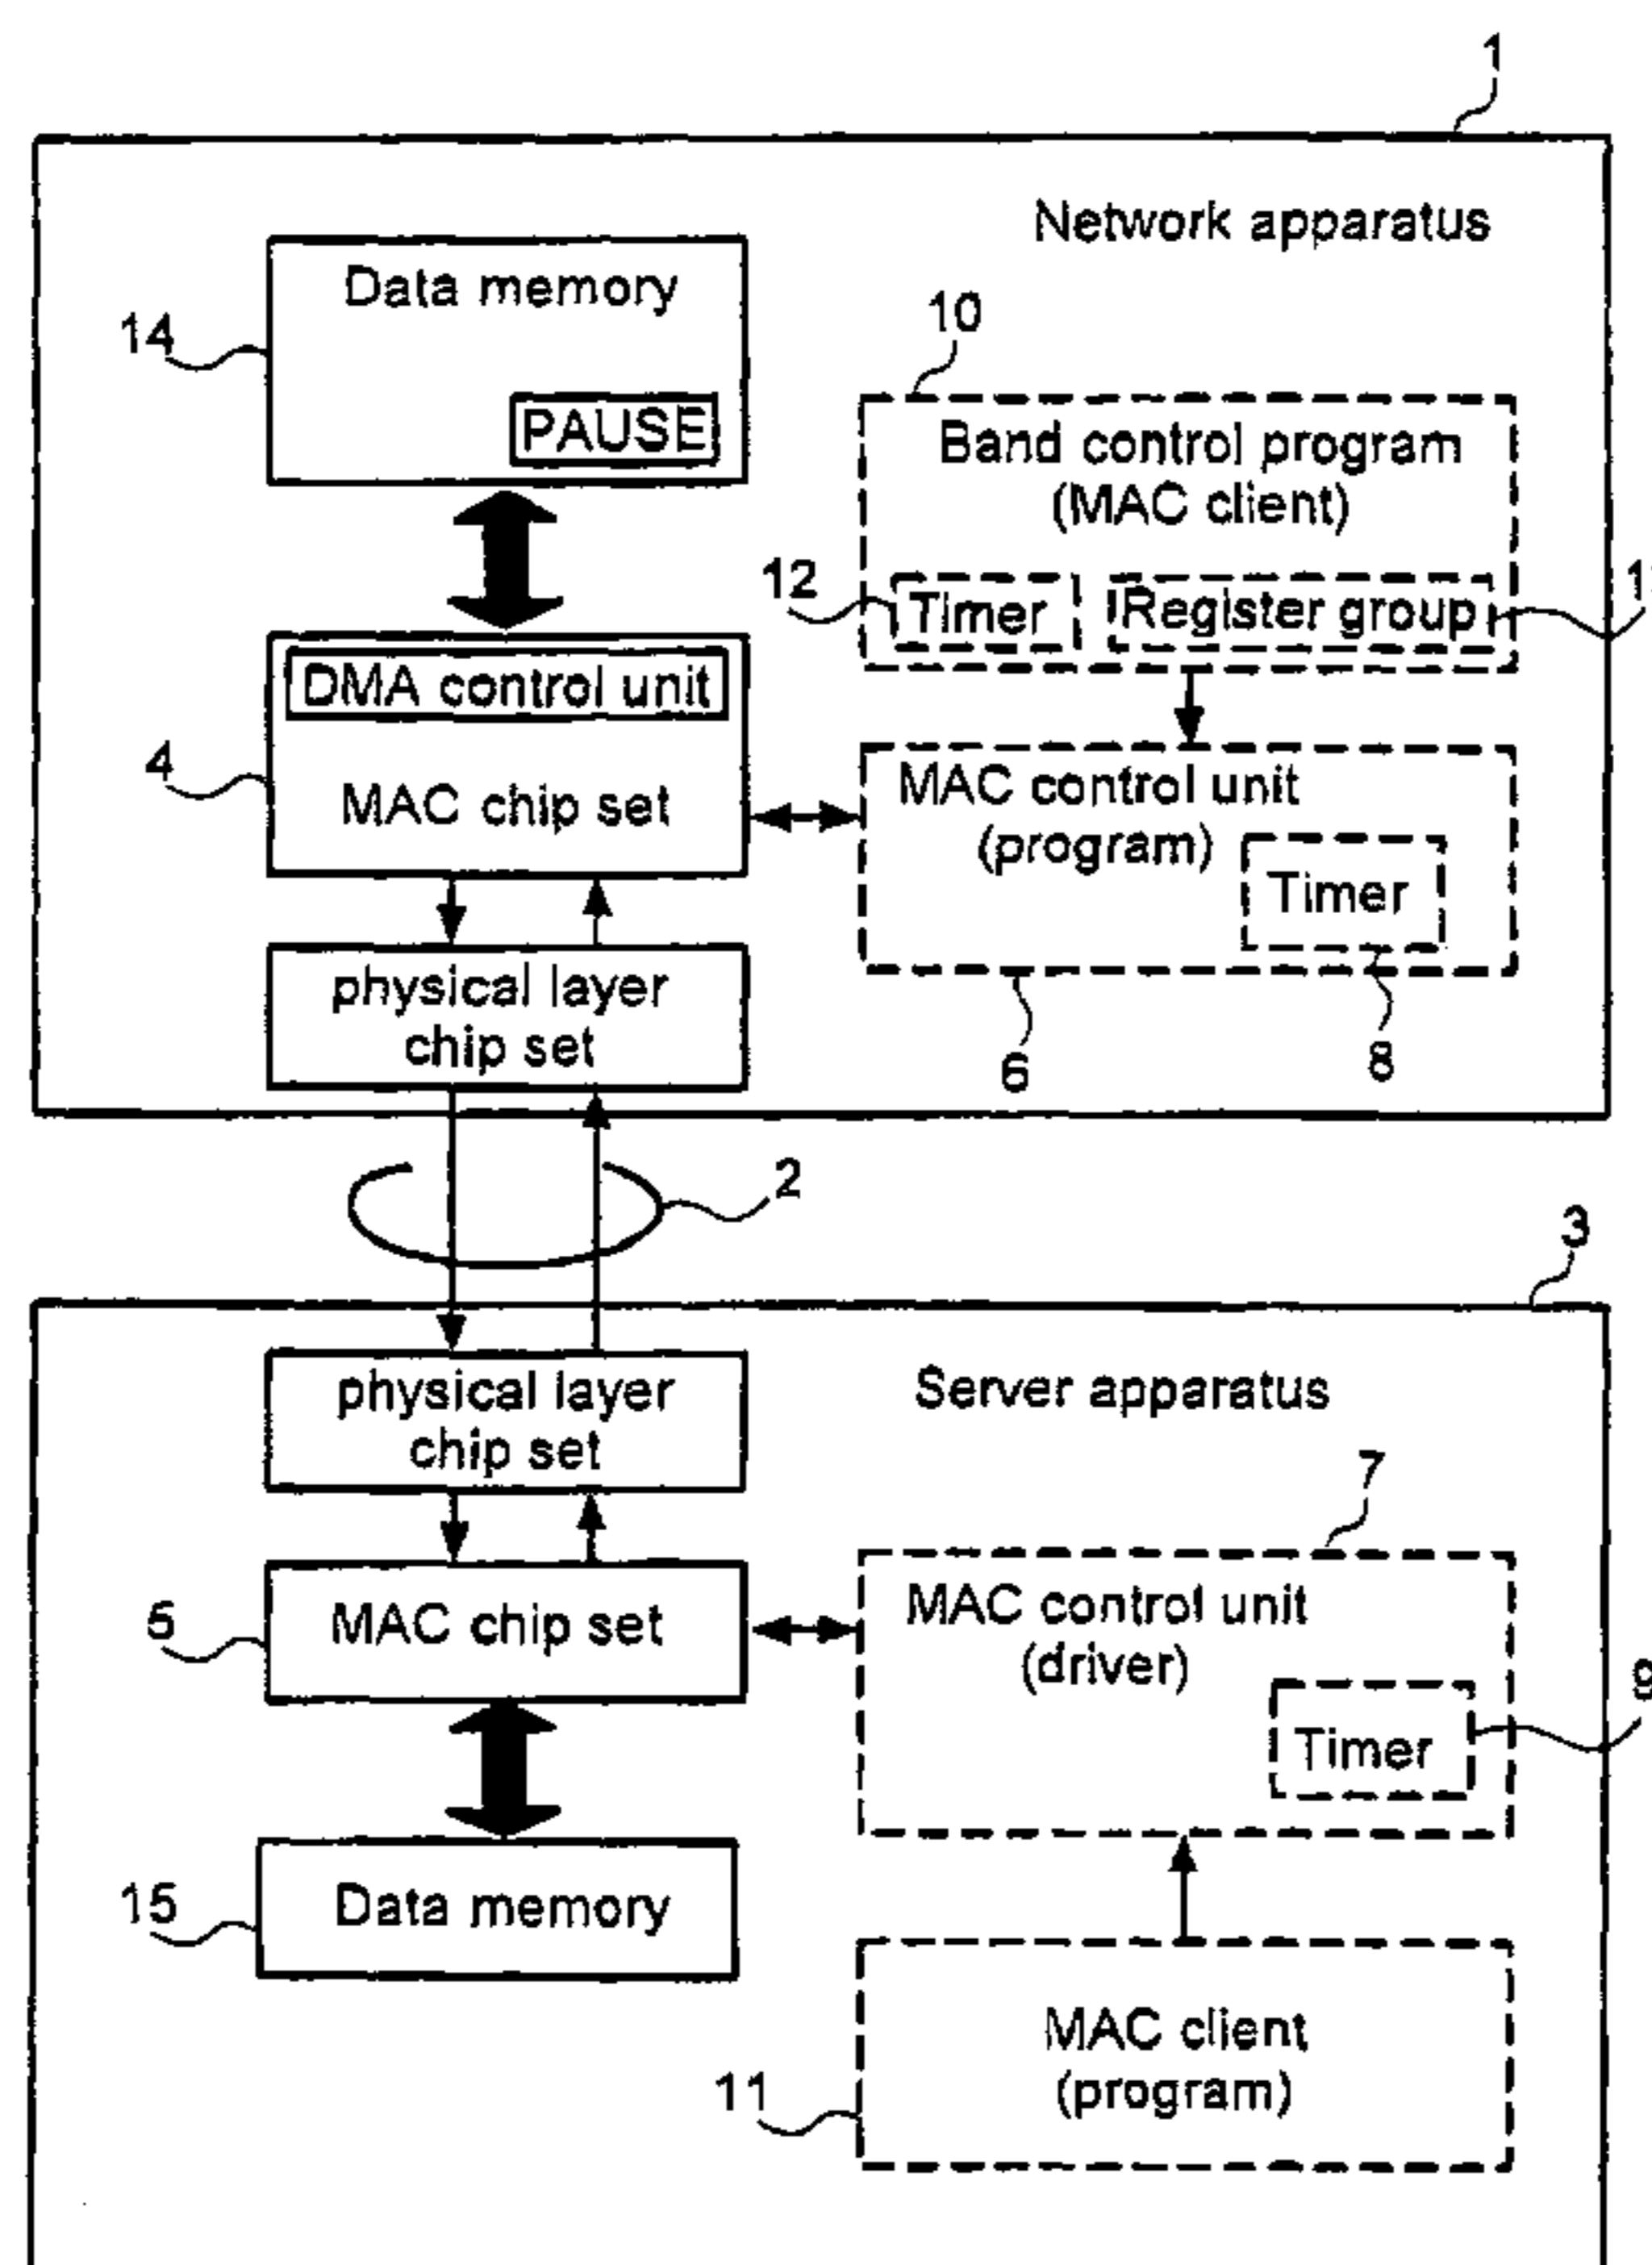 1
Network apparatus
Data memory
14
PAUSE
10
Band control program
(MAC client)
12
Timer
Register group
DMA control unit
4
MAC chip set
MAC control unit
(program)
Timer
physical layer
chip set
6
8
2
3
physical layer
chip set
Server apparatus
7
5
MAC chip set
MAC control unit
(driver)
9
Timer
15
Data memory
MAC client
(program)
11